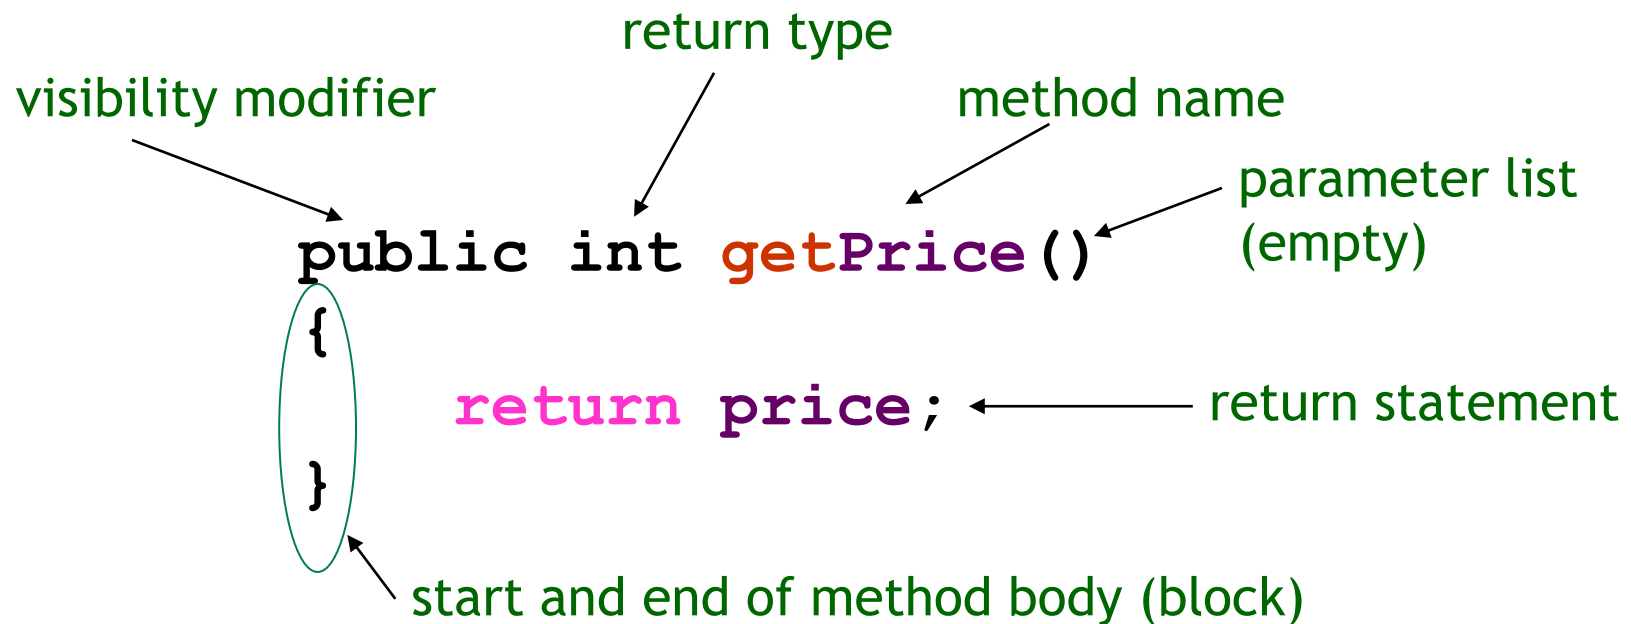 return type
visibility modifier
method name
parameter list
(empty)
public int getPrice()
{
return price;
return statement
}
start and end of method body (block)